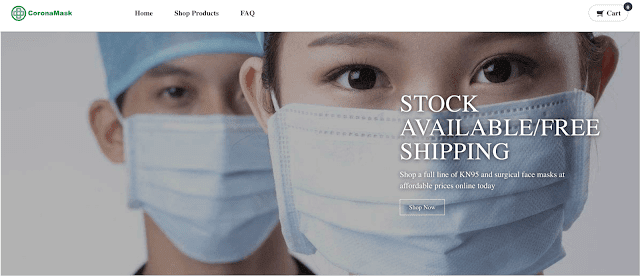 CoronaMask
Home
Shop Products
FAQ
Cart
STOCK
AVAILABLE/FREE
SHIPPING
Shop a full line of KN95 and surgical face masks at
affordable prices online today
Shop Now